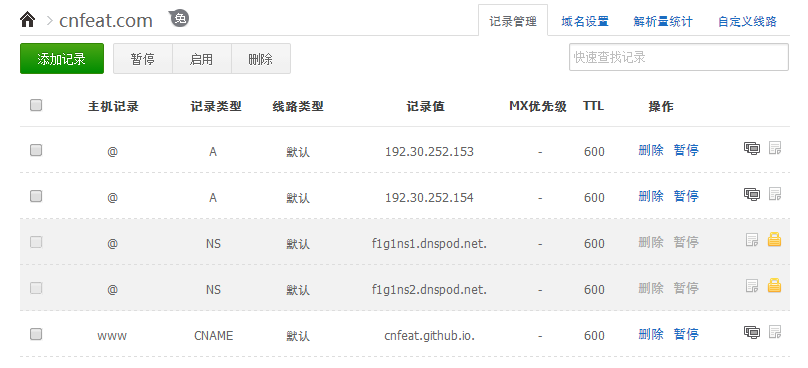 cnfeat.com 免
记录管理 域名设置 解析量统计 自定义线路
添加记录 暂停 启用 删除 快速查找记录
主机记录 记录类型 线路类型 记录值 MX优先级 TTL 操作
@ A 默认 192.30.252.153 - 600 删除 暂停
@ A 默认 192.30.252.154 - 600 删除 暂停
@ NS 默认 f1g1ns1.dnspod.net. - 600 删除 暂停
@ NS 默认 f1g1ns2.dnspod.net. - 600 删除 暂停
www CNAME 默认 cnfeat.github.io. - 600 删除 暂停